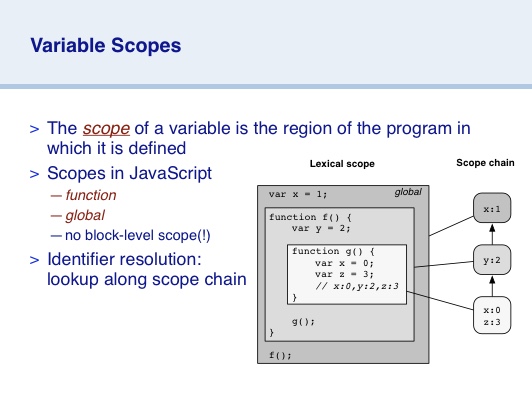 Variable Scopes
> The scope of a variable is the region of the program in
which it is defined
> Scopes in JavaScript
— function
— global
— no block-level scope(!)
> Identifier resolution:
lookup along scope chain
Lexical scope
global
var x = 1;
function f() {
var y = 2;
function g() {
var x = 0;
var z = 3;
// x:0,y:2,z:3
}
g();
}
f();
Scope chain
x:1
y:2
x:0
z:3